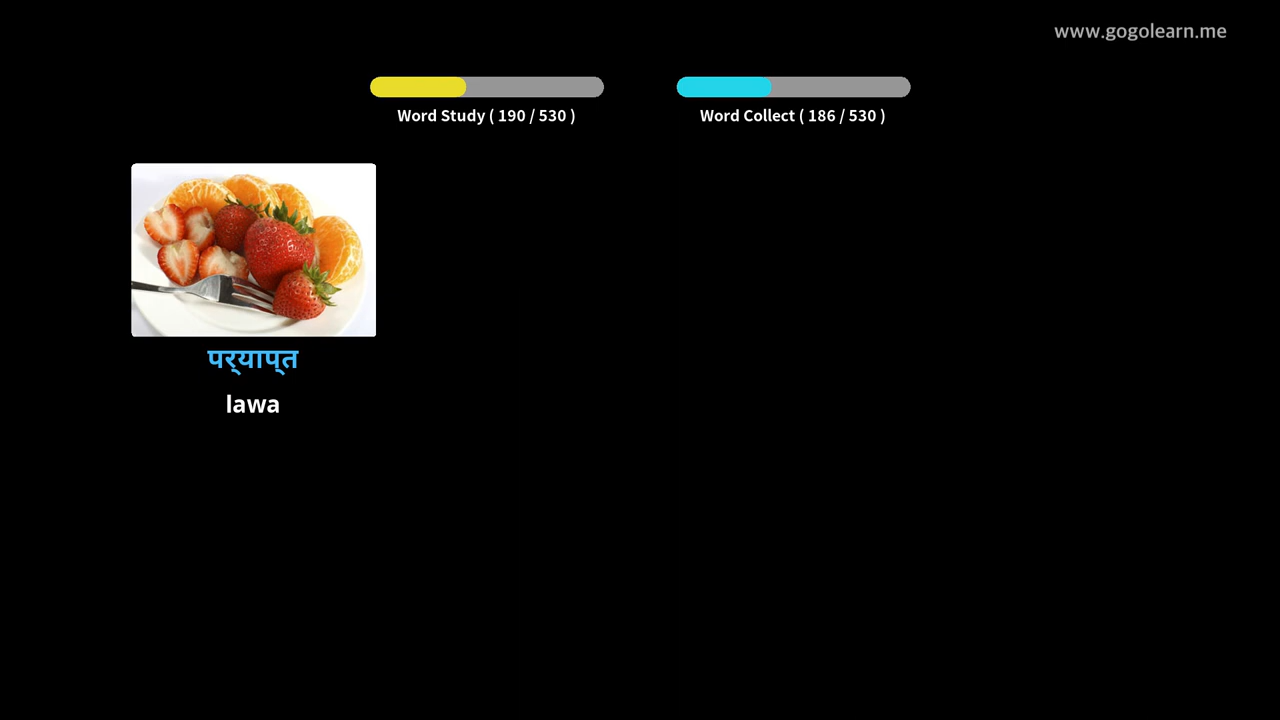 www.gogolearn.me
Word Study ( 190 / 530 )
Word Collect ( 186 / 530 )
पर्याप्त
lawa